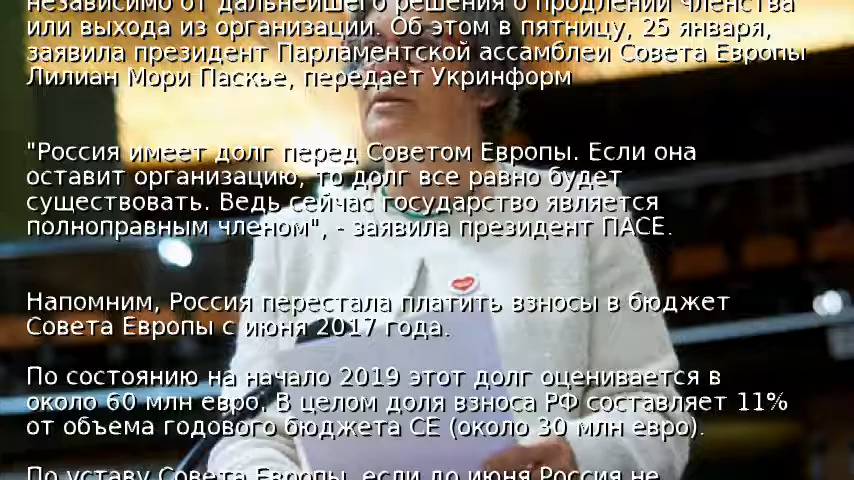 независимо от дальнейшего решения о продлении членства
или выхода из организации. Об этом в пятницу, 25 января,
заявила президент Парламентской ассамблеи Совета Европы
Лилиан Мори Паскье, передает Укринформ
"Россия имеет долг перед Советом Европы. Если она
оставит организацию, то долг все равно будет
существовать. Ведь сейчас государство является
полноправным членом", - заявила президент ПАСЕ.
Напомним, Россия перестала платить взносы в бюджет
Совета Европы с июня 2017 года.
По состоянию на начало 2019 этот долг оценивается в
около 60 млн евро. В целом доля взноса РФ составляет 11%
от объема годового бюджета СЕ (около 30 млн евро).
По уставу Совета Европы, если до июня Россия не